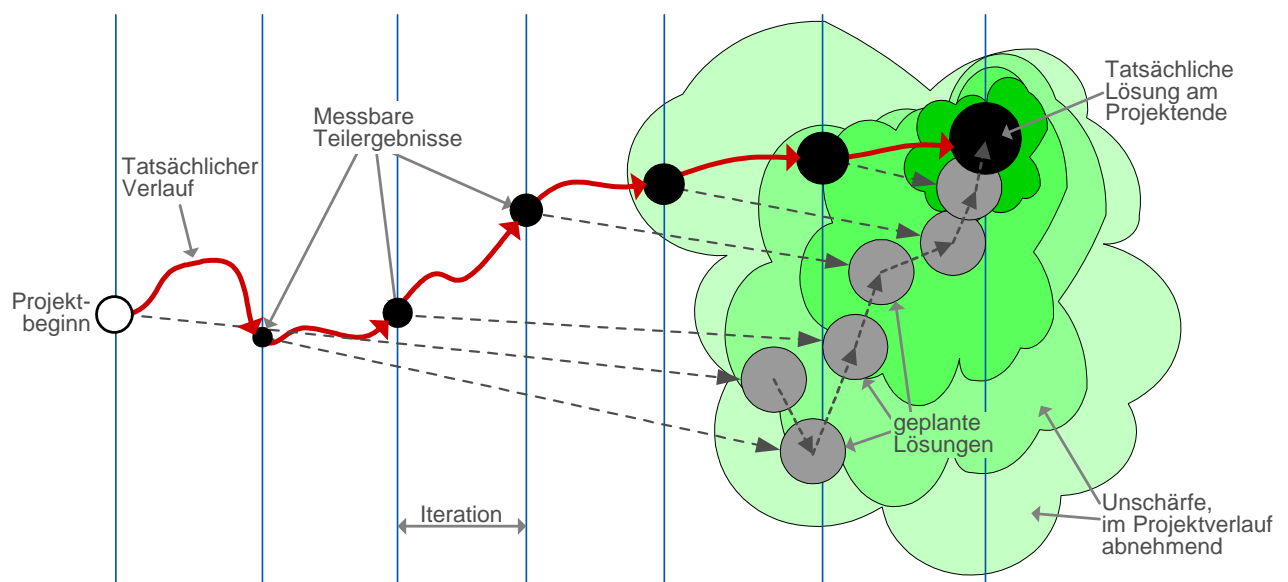 Tatsächliche
Lösung am
Projektende
Messbare
Teilergebnisse
Tatsächlicher
Verlauf
Projekt-
beginn
geplante
Lösungen
Iteration
Unschärfe,
im Projektverlauf
abnehmend